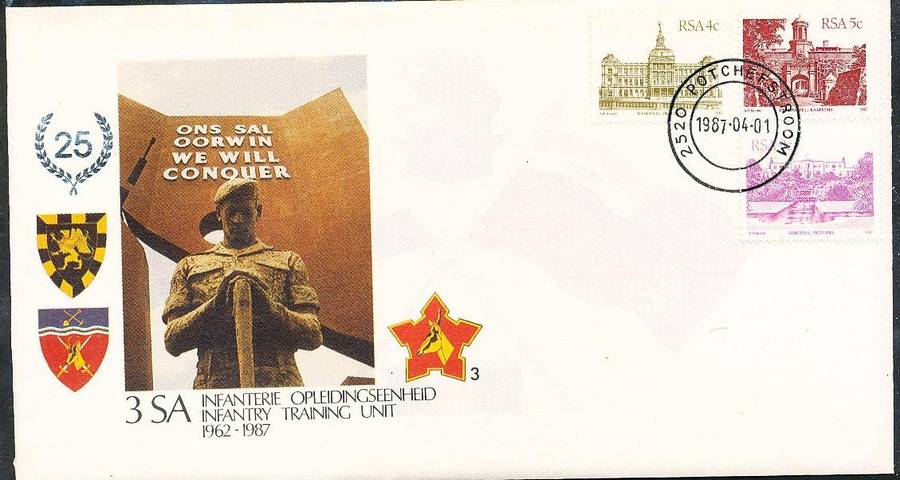 RSA 4c
RSA 5c
2520 POTCHEFSTROOM
1987-04-01
RS
25
ONS SAL
OORWIN
WE WILL
CONQUER
3
3 SA INFANTERIE OPLEIDINGSEENHEID
INFANTRY TRAINING UNIT
1962-1987